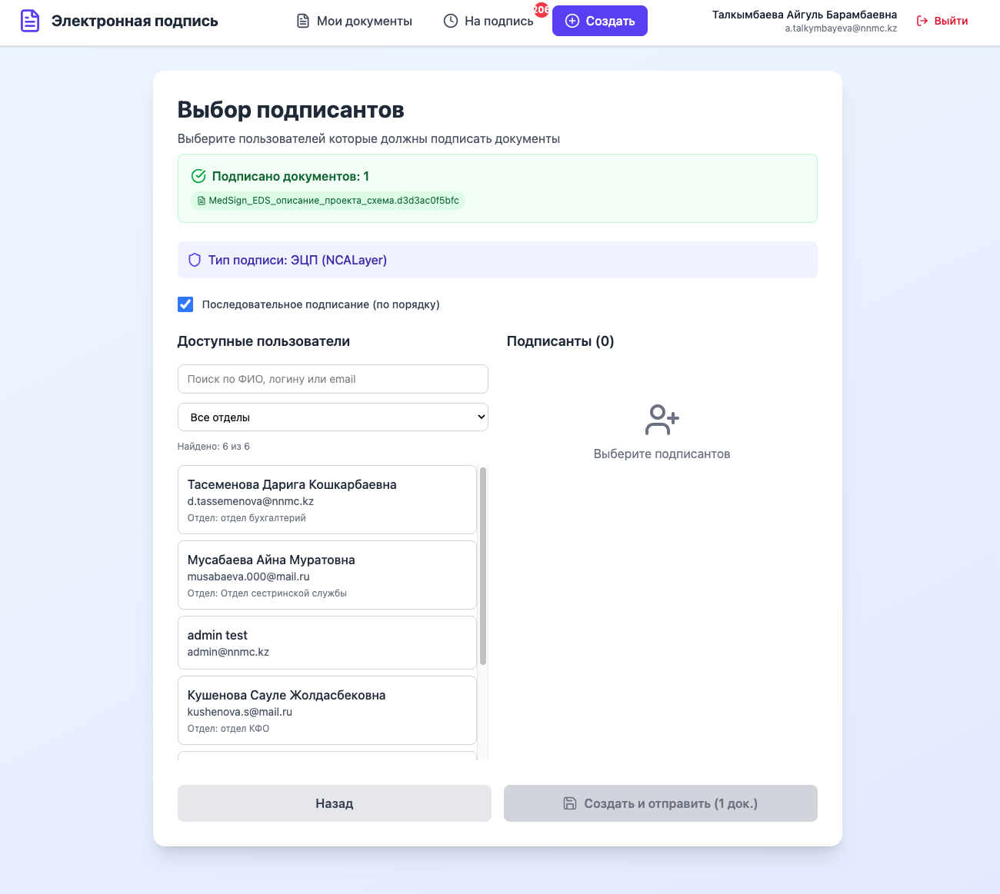 Электронная подпись
Мои документы
На подпись
206
Создать
Талкымбаева Айгуль Барамбаевна
a.talkymbayeva@nnmc.kz
Выйти
Выбор подписантов
Выберите пользователей которые должны подписать документы
Подписано документов: 1
MedSign_EDS_описание_проекта_схема.d3d3ac0f5bfc
Тип подписи: ЭЦП (NCALayer)
Последовательное подписание (по порядку)
Доступные пользователи
Поиск по ФИО, логину или email
Все отделы
Найдено: 6 из 6
Тасеменова Дарига Кошкарбаевна
d.tassemenova@nnmc.kz
Отдел: отдел бухгалтерий
Мусабаева Айна Муратовна
musabaeva.000@mail.ru
Отдел: Отдел сестринской службы
admin test
admin@nnmc.kz
Кушенова Сауле Жолдасбековна
kushenova.s@mail.ru
Отдел: отдел КФО
Подписанты (0)
Выберите подписантов
Назад
Создать и отправить (1 док.)